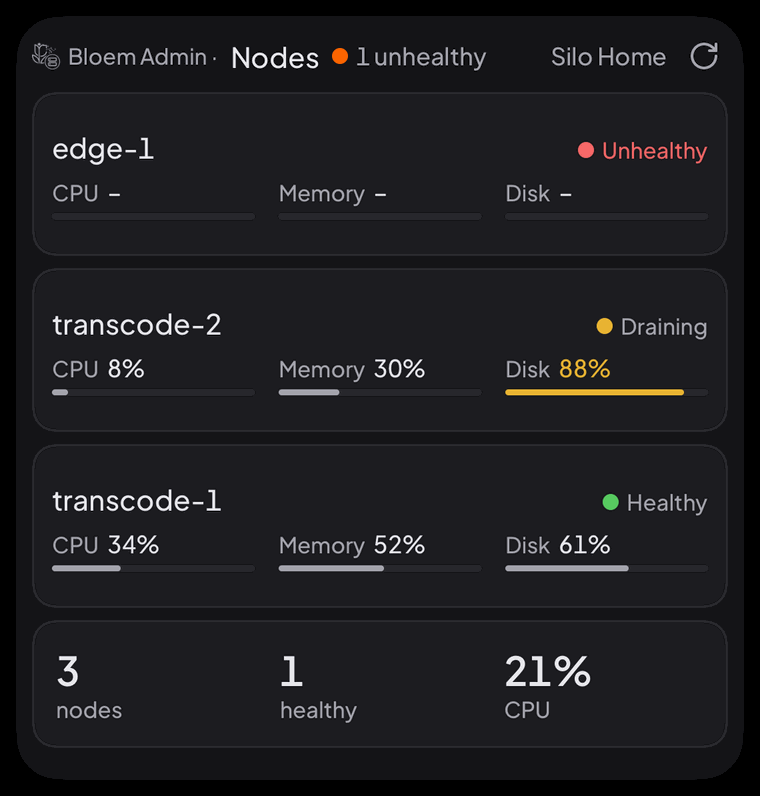 Bloem Admin · Nodes 1 unhealthy Silo Home
edge-1 Unhealthy
CPU – Memory – Disk –
transcode-2 Draining
CPU 8% Memory 30% Disk 88%
transcode-1 Healthy
CPU 34% Memory 52% Disk 61%
3 1 21%
nodes healthy CPU